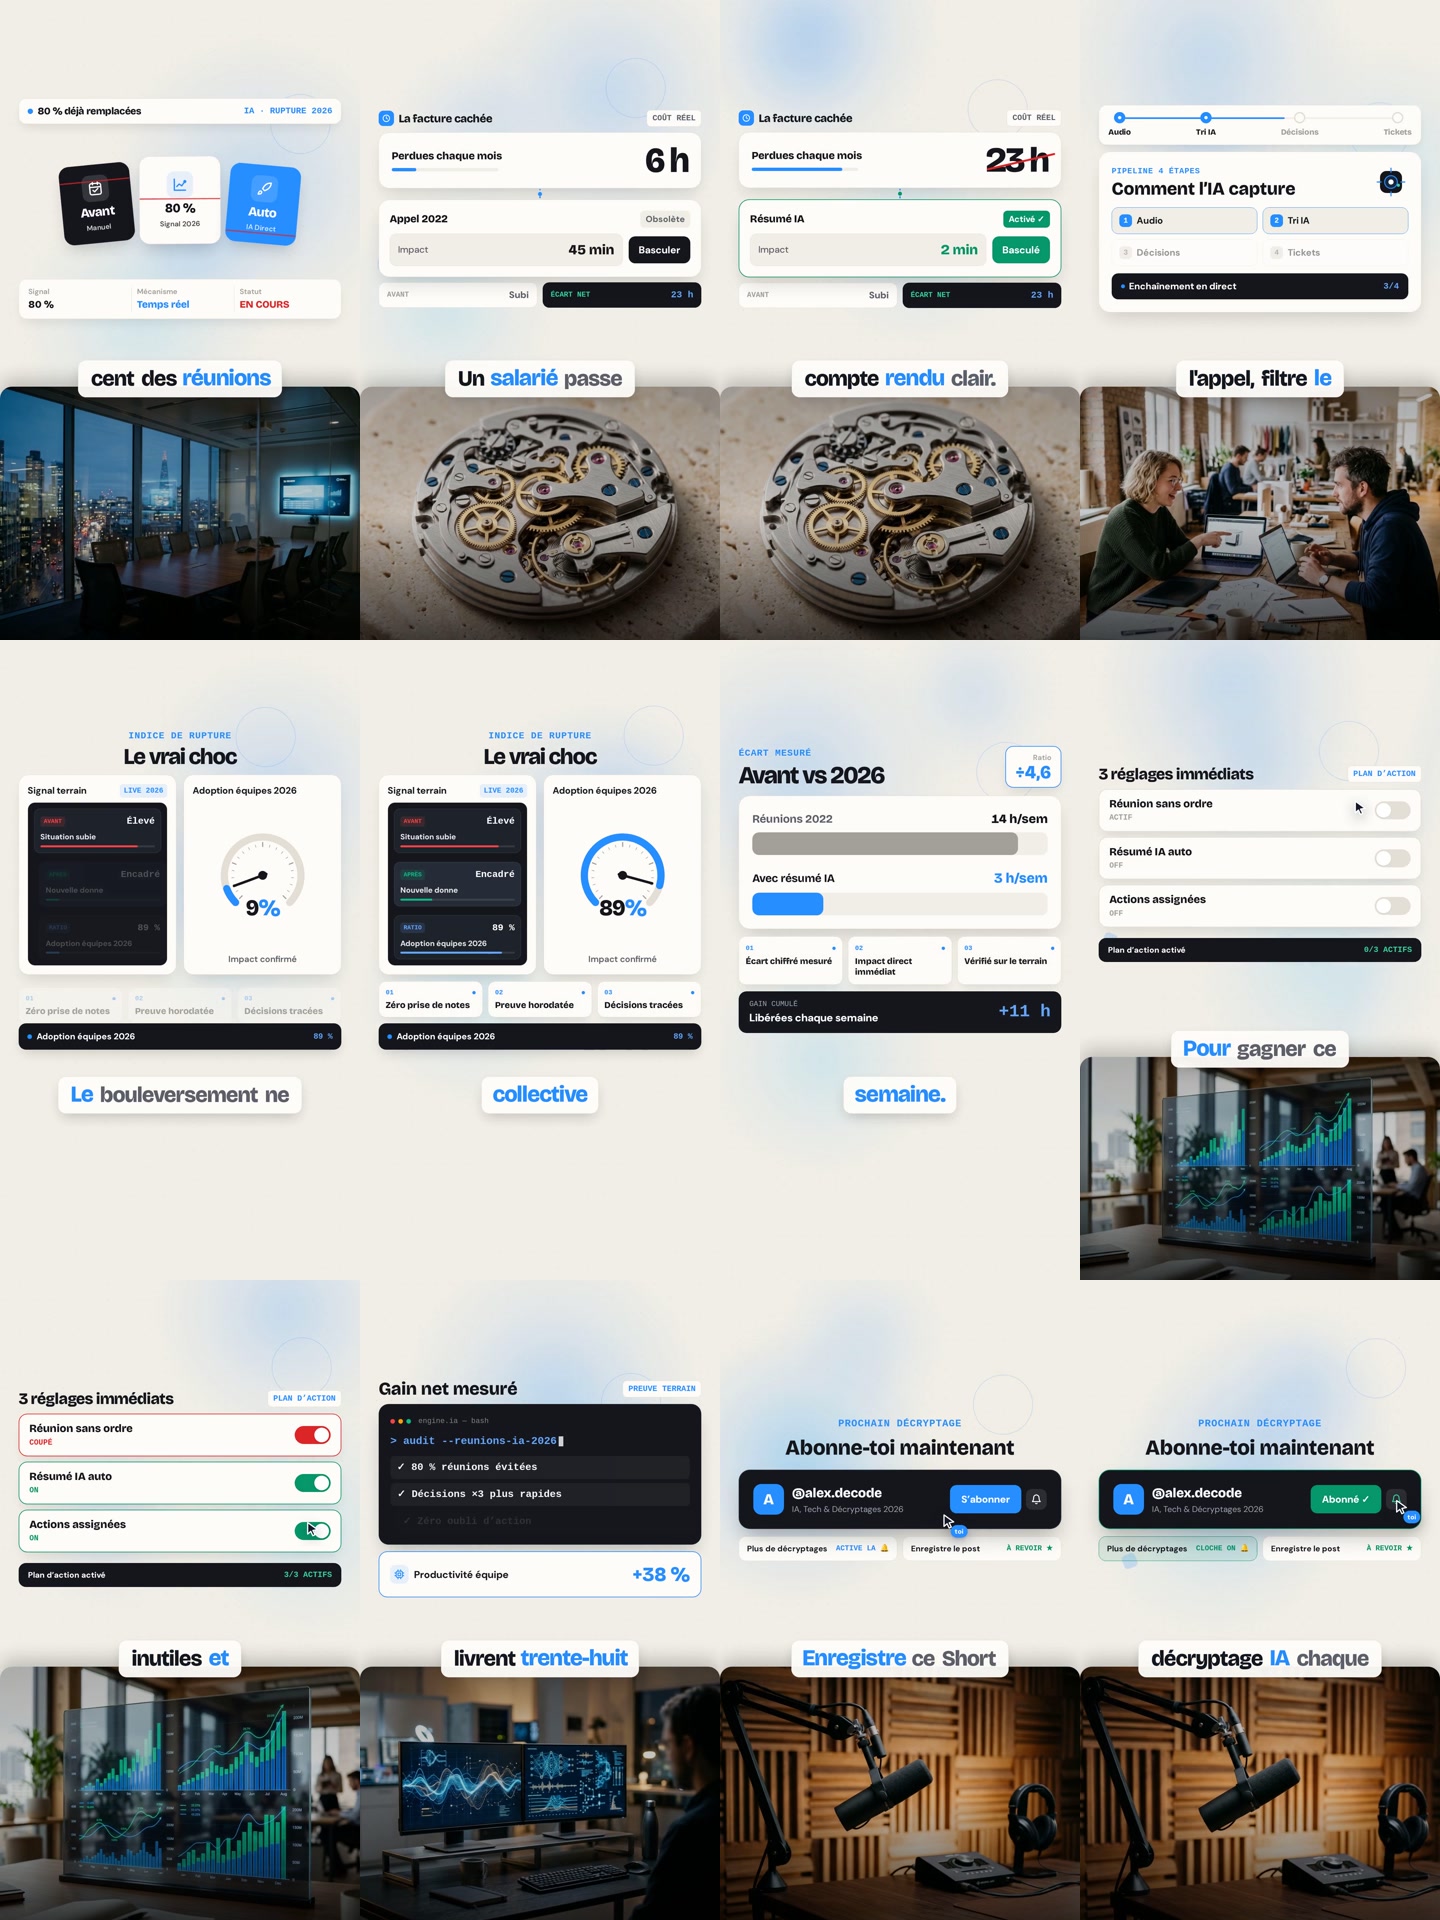 80 % déjà remplacées
IA · RUPTURE 2026
Avant
Manuel
80 %
Signal 2026
Auto
IA Direct
Signal
80 %
Mécanisme
Temps réel
Statut
EN COURS
cent des réunions
La facture cachée
COÛT RÉEL
Perdues chaque mois
6 h
Appel 2022
Obsolète
Impact
45 min
Basculer
AVANT
Subi
ÉCART NET
23 h
Un salarié passe
La facture cachée
COÛT RÉEL
Perdues chaque mois
23 h
Résumé IA
Activé ✓
Impact
2 min
Basculé
AVANT
Subi
ÉCART NET
23 h
compte rendu clair.
Audio
Tri IA
Décisions
Tickets
PIPELINE 4 ÉTAPES
Comment l'IA capture
1 Audio
2 Tri IA
3 Décisions
4 Tickets
Enchaînement en direct
3/4
l'appel, filtre le
INDICE DE RUPTURE
Le vrai choc
Signal terrain
LIVE 2026
AVANT
Élevé
Situation subie
APRÈS
Encadré
Nouvelle donne
RATIO
89 %
Adoption équipes 2026
Adoption équipes 2026
9%
Impact confirmé
01
Zéro prise de notes
02
Preuve horodatée
03
Décisions tracées
Adoption équipes 2026
89 %
Le bouleversement ne
INDICE DE RUPTURE
Le vrai choc
Signal terrain
LIVE 2026
AVANT
Élevé
Situation subie
APRÈS
Encadré
Nouvelle donne
RATIO
89 %
Adoption équipes 2026
Adoption équipes 2026
89%
Impact confirmé
01
Zéro prise de notes
02
Preuve horodatée
03
Décisions tracées
Adoption équipes 2026
89 %
collective
ÉCART MESURÉ
Avant vs 2026
Ratio
÷4,6
Réunions 2022
14 h/sem
Avec résumé IA
3 h/sem
01
Écart chiffré mesuré
02
Impact direct
immédiat
03
Vérifié sur le terrain
GAIN CUMULÉ
Libérées chaque semaine
+11 h
semaine.
3 réglages immédiats
PLAN D'ACTION
Réunion sans ordre
ACTIF
Résumé IA auto
OFF
Actions assignées
OFF
Plan d'action activé
0/3 ACTIFS
Pour gagner ce
3 réglages immédiats
PLAN D'ACTION
Réunion sans ordre
COUPÉ
Résumé IA auto
ON
Actions assignées
ON
Plan d'action activé
3/3 ACTIFS
inutiles et
Gain net mesuré
PREUVE TERRAIN
engine.ia — bash
> audit --reunions-ia-2026
✓ 80 % réunions évitées
✓ Décisions ×3 plus rapides
✓ Zéro oubli d'action
Productivité équipe
+38 %
livrent trente-huit
PROCHAIN DÉCRYPTAGE
Abonne-toi maintenant
A
@alex.decode
IA, Tech & Décryptages 2026
S'abonner
toi
Plus de décryptages
ACTIVE LA 🔔
Enregistre le post
À REVOIR ★
Enregistre ce Short
PROCHAIN DÉCRYPTAGE
Abonne-toi maintenant
A
@alex.decode
IA, Tech & Décryptages 2026
Abonné ✓
toi
Plus de décryptages
CLOCHE ON 🔔
Enregistre le post
À REVOIR ★
décryptage IA chaque